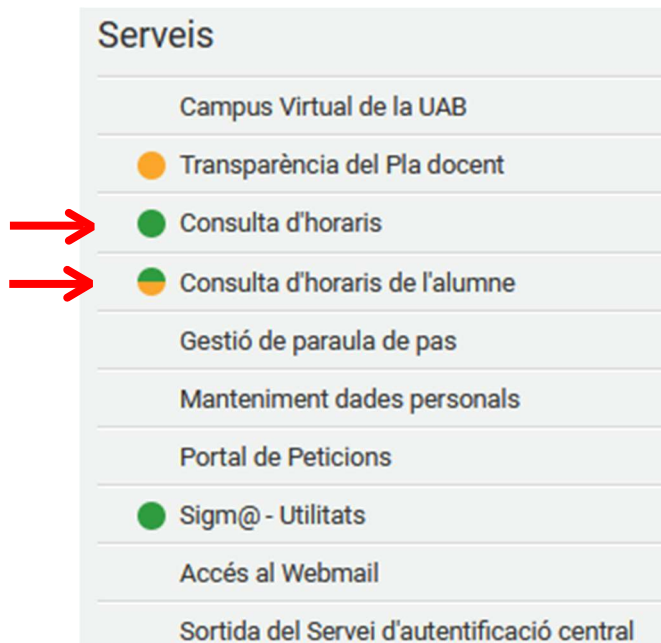 Serveis
Campus Virtual de la UAB
Transparència del Pla docent
Consulta d'horaris
Consulta d'horaris de l'alumne
Gestió de paraula de pas
Manteniment dades personals
Portal de Peticions
Sigm@ - Utilitats
Accés al Webmail
Sortida del Servei d'autentificació central